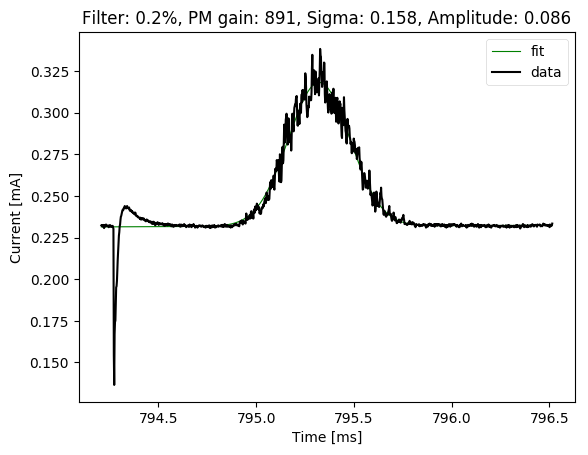 Filter: 0.2%, PM gain: 891, Sigma: 0.158, Amplitude: 0.086
fit
data
Current [mA]
0.325
0.300
0.275
0.250
0.225
0.200
0.175
0.150
794.5 795.0 795.5 796.0 796.5
Time [ms]